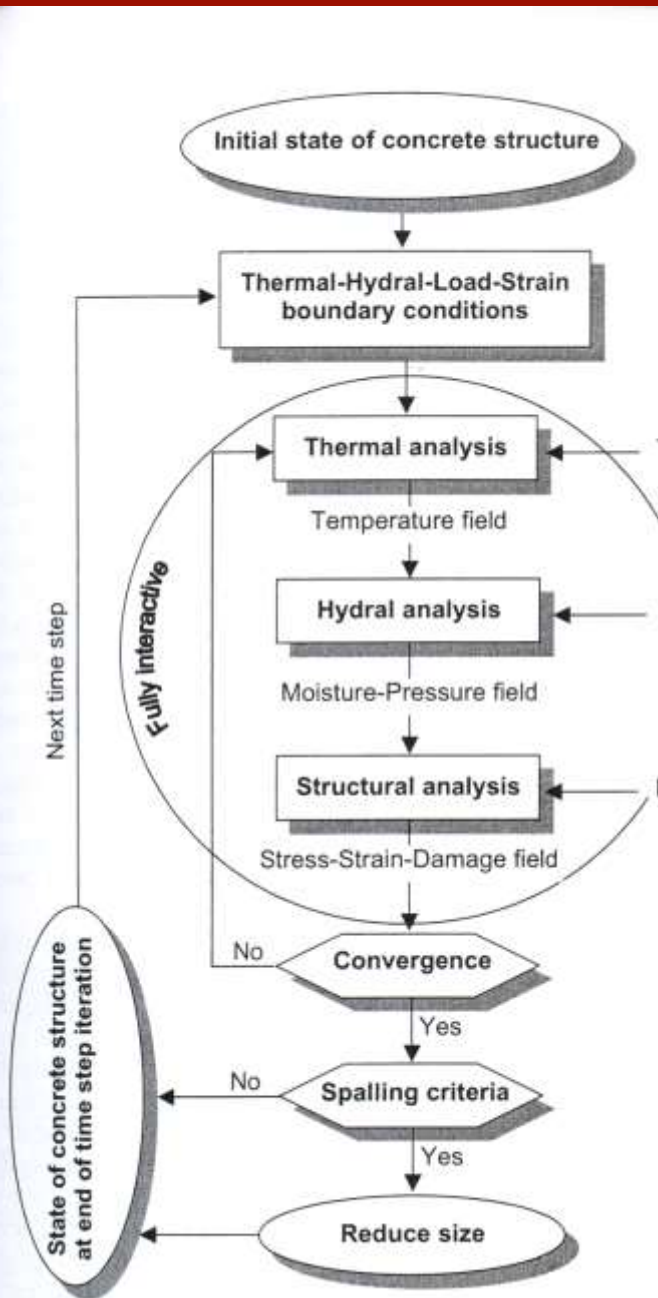 Initial state of concrete structure
Thermal-Hydral-Load-Strain
boundary conditions
Thermal analysis
Temperature field
Hydral analysis
Moisture-Pressure field
Structural analysis
Stress-Strain-Damage field
Fully interactive
Next time step
No
Convergence
Yes
No
Spalling criteria
Yes
Reduce size
State of concrete structure
at end of time step iteration